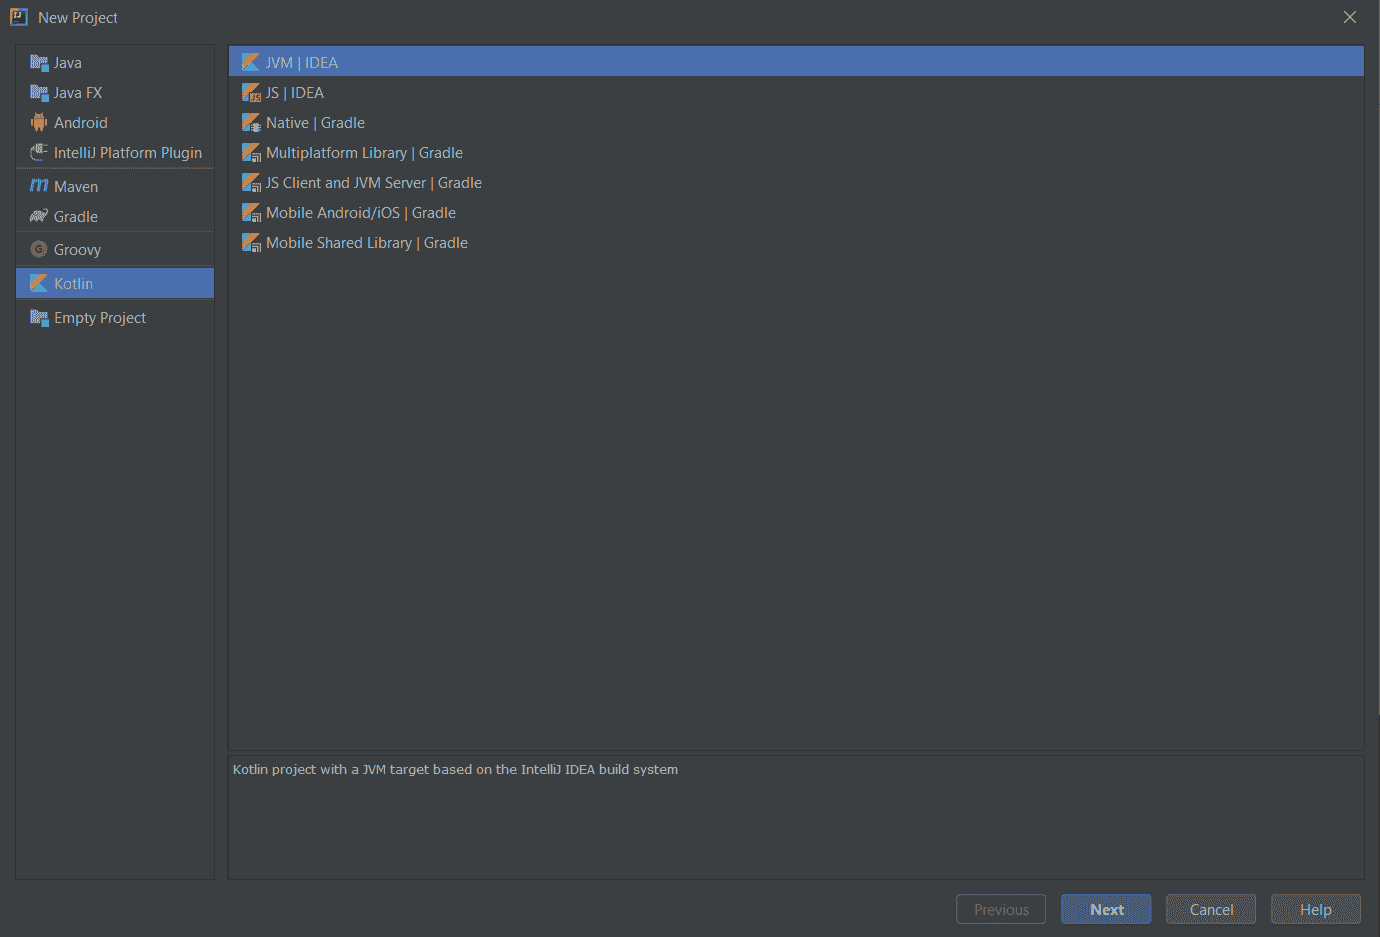 New Project
Java
Java FX
Android
IntelliJ Platform Plugin
Maven
Gradle
Groovy
Kotlin
Empty Project
JVM | IDEA
JS | IDEA
Native | Gradle
Multiplatform Library | Gradle
JS Client and JVM Server | Gradle
Mobile Android/iOS | Gradle
Mobile Shared Library | Gradle
Kotlin project with a JVM target based on the IntelliJ IDEA build system
Previous
Next
Cancel
Help